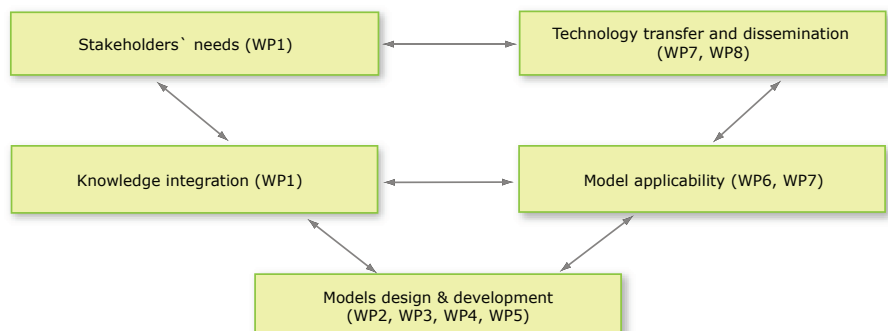 Stakeholders` needs (WP1)
Technology transfer and dissemination
(WP7, WP8)
Knowledge integration (WP1)
Model applicability (WP6, WP7)
Models design & development
(WP2, WP3, WP4, WP5)